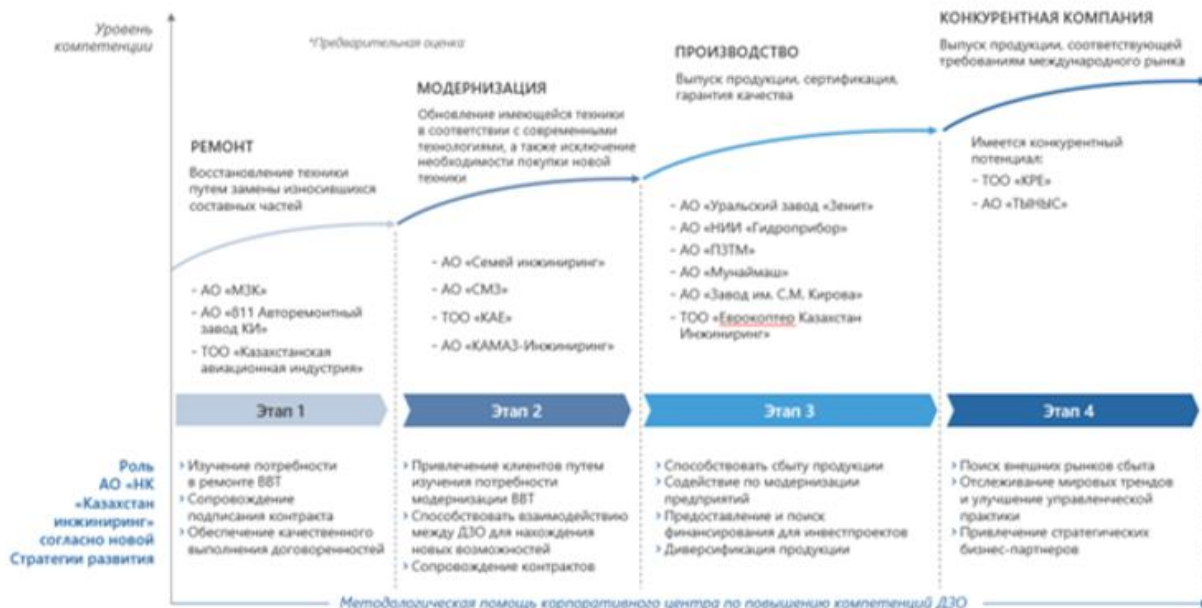 Уровень
компетенции
*Предварительная оценка
РЕМОНТ
Восстановление техники
путем замены износившихся
составных частей
– АО «МЗК»
– АО «811 Авторемонтный
завод КИ»
– ТОО «Казахстанская
авиационная индустрия»
МОДЕРНИЗАЦИЯ
Обновление имеющейся техники
в соответствии с современными
технологиями, а также исключение
необходимости покупки новой
техники
– АО «Семей инжиниринг»
– АО «СМЗ»
– ТОО «КАЕ»
– АО «КАМАЗ-Инжиниринг»
ПРОИЗВОДСТВО
Выпуск продукции, сертификация,
гарантия качества
– АО «Уральский завод «Зенит»
– АО «НИИ «Гидроприбор»
– АО «ПЗТМ»
– АО «Мунаймаш»
– АО «Завод им. С.М. Кирова»
– ТОО «Еврокоптер Казахстан
Инжиниринг»
КОНКУРЕНТНАЯ КОМПАНИЯ
Выпуск продукции, соответствующей
требованиям международного рынка
Имеется конкурентный
потенциал:
– ТОО «КРЕ»
– АО «ТЫНЫС»
Этап 1
Этап 2
Этап 3
Этап 4
Роль
АО «НК
«Казахстан
инжиниринг»
согласно новой
Стратегии развития
› Изучение потребности
в ремонте ВВТ
› Сопровождение
подписания контракта
› Обеспечение качественного
выполнения договоренностей
› Привлечение клиентов путем
изучения потребности
модернизации ВВТ
› Способствовать взаимодействию
между ДЗО для нахождения
новых возможностей
› Сопровождение контрактов
› Способствовать сбыту продукции
› Содействие по модернизации
предприятий
› Предоставление и поиск
финансирования для инвестпроектов
› Диверсификация продукции
› Поиск внешних рынков сбыта
› Отслеживание мировых трендов
и улучшение управленческой
практики
› Привлечение стратегических
бизнес-партнеров
Методологическая помощь корпоративного центра по повышению компетенций ДЗО